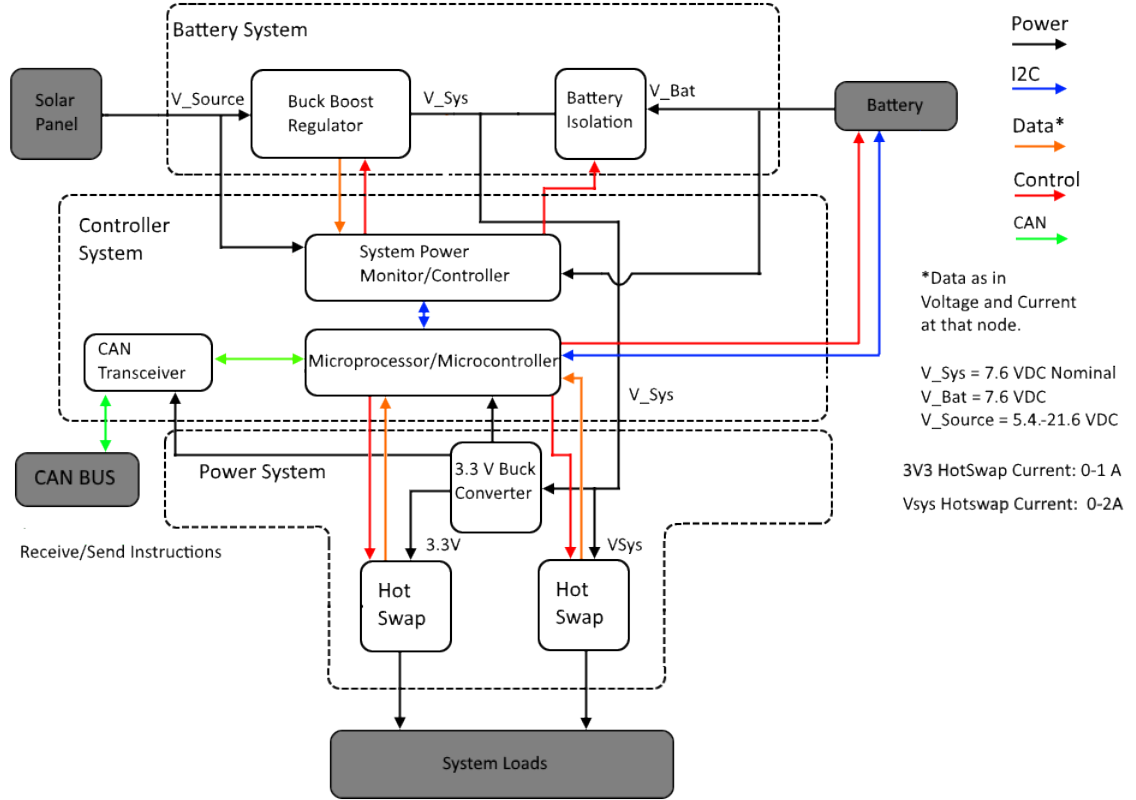 Battery System
Power
I2C
Data*
Control
CAN
Solar
Panel
V_Source
Buck Boost
Regulator
V_Sys
Battery
Isolation
V_Bat
Battery
Controller
System
System Power
Monitor/Controller
*Data as in
Voltage and Current
at that node.
CAN
Transceiver
Microprocessor/Microcontroller
V_Sys
V_Sys = 7.6 VDC Nominal
V_Bat = 7.6 VDC
V_Source = 5.4.-21.6 VDC
CAN BUS
Power System
3.3 V Buck
Converter
3V3 HotSwap Current: 0-1 A
Vsys Hotswap Current: 0-2A
Receive/Send Instructions
3.3V
VSys
Hot
Swap
Hot
Swap
System Loads